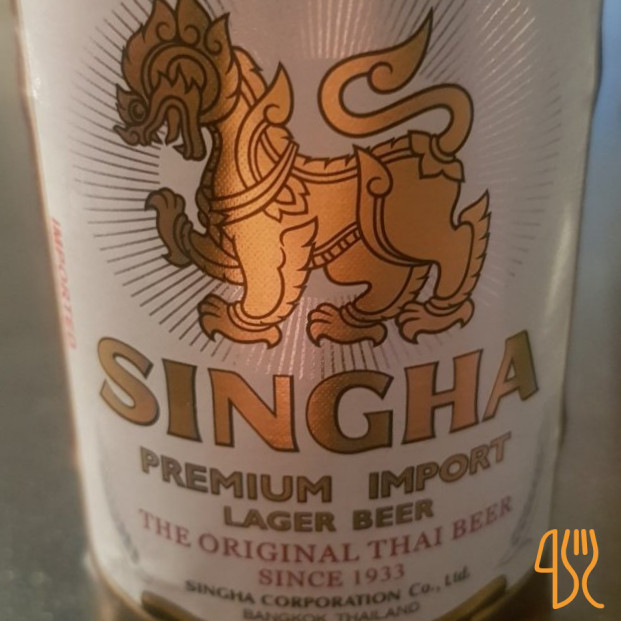 IMPORTED
SINGHA
PREMIUM IMPORT
LAGER BEER
THE ORIGINAL THAI BEER
SINCE 1933
SINGHA CORPORATION Co., Ltd.
BANGKOK, THAILAND